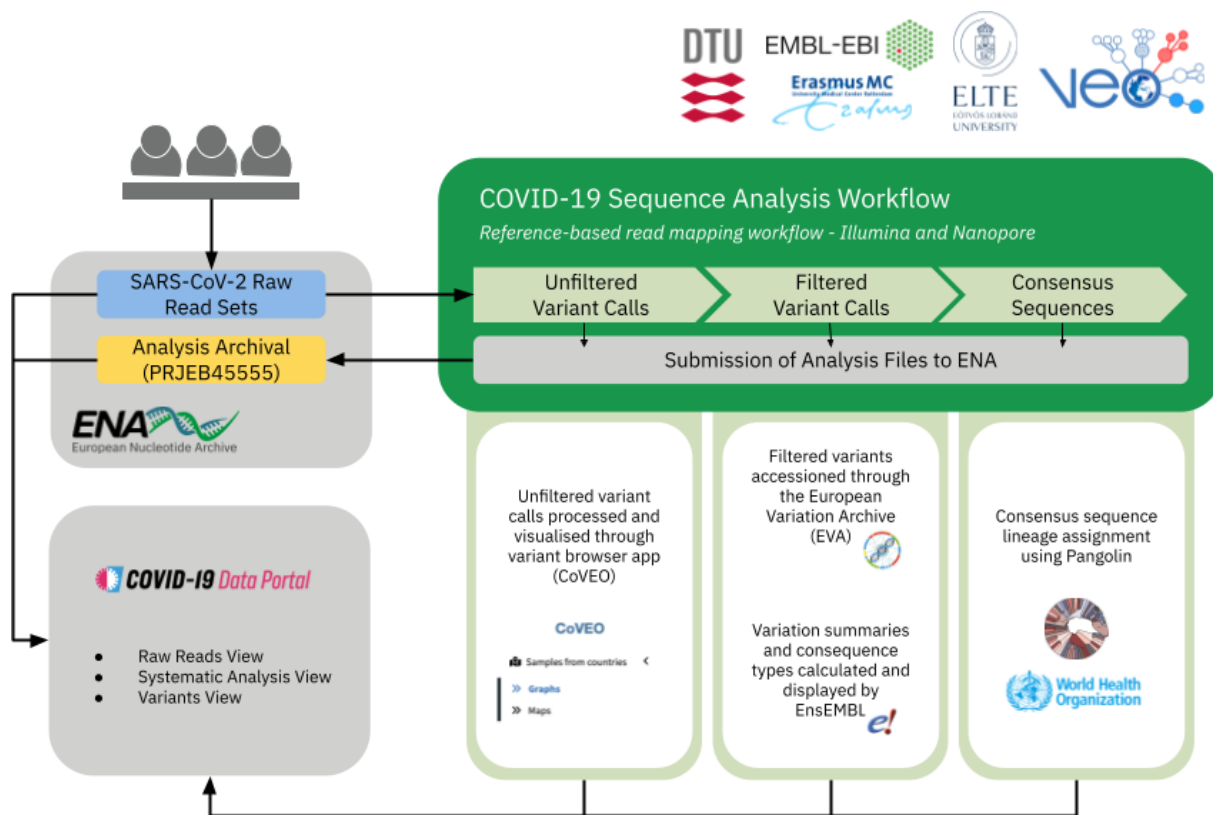 DTU
EMBL-EBI
Erasmus MC
University Medical Center Rotterdam
Erasmus
ELTE
EÖTVÖS LORÁND
UNIVERSITY
VEO
COVID-19 Sequence Analysis Workflow
Reference-based read mapping workflow - Illumina and Nanopore
SARS-CoV-2 Raw
Read Sets
Unfiltered
Variant Calls
Filtered
Variant Calls
Consensus
Sequences
Analysis Archival
(PRJEB45555)
Submission of Analysis Files to ENA
ENA
European Nucleotide Archive
COVID-19 Data Portal
● Raw Reads View
● Systematic Analysis View
● Variants View
Unfiltered variant
calls processed and
visualised through
variant browser app
(CoVEO)
CoVEO
Samples from countries
Graphs
Maps
Filtered variants
accessioned through
the European
Variation Archive
(EVA)
Variation summaries
and consequence
types calculated and
displayed by
EnsEMBL
e!
Consensus sequence
lineage assignment
using Pangolin
World Health
Organization